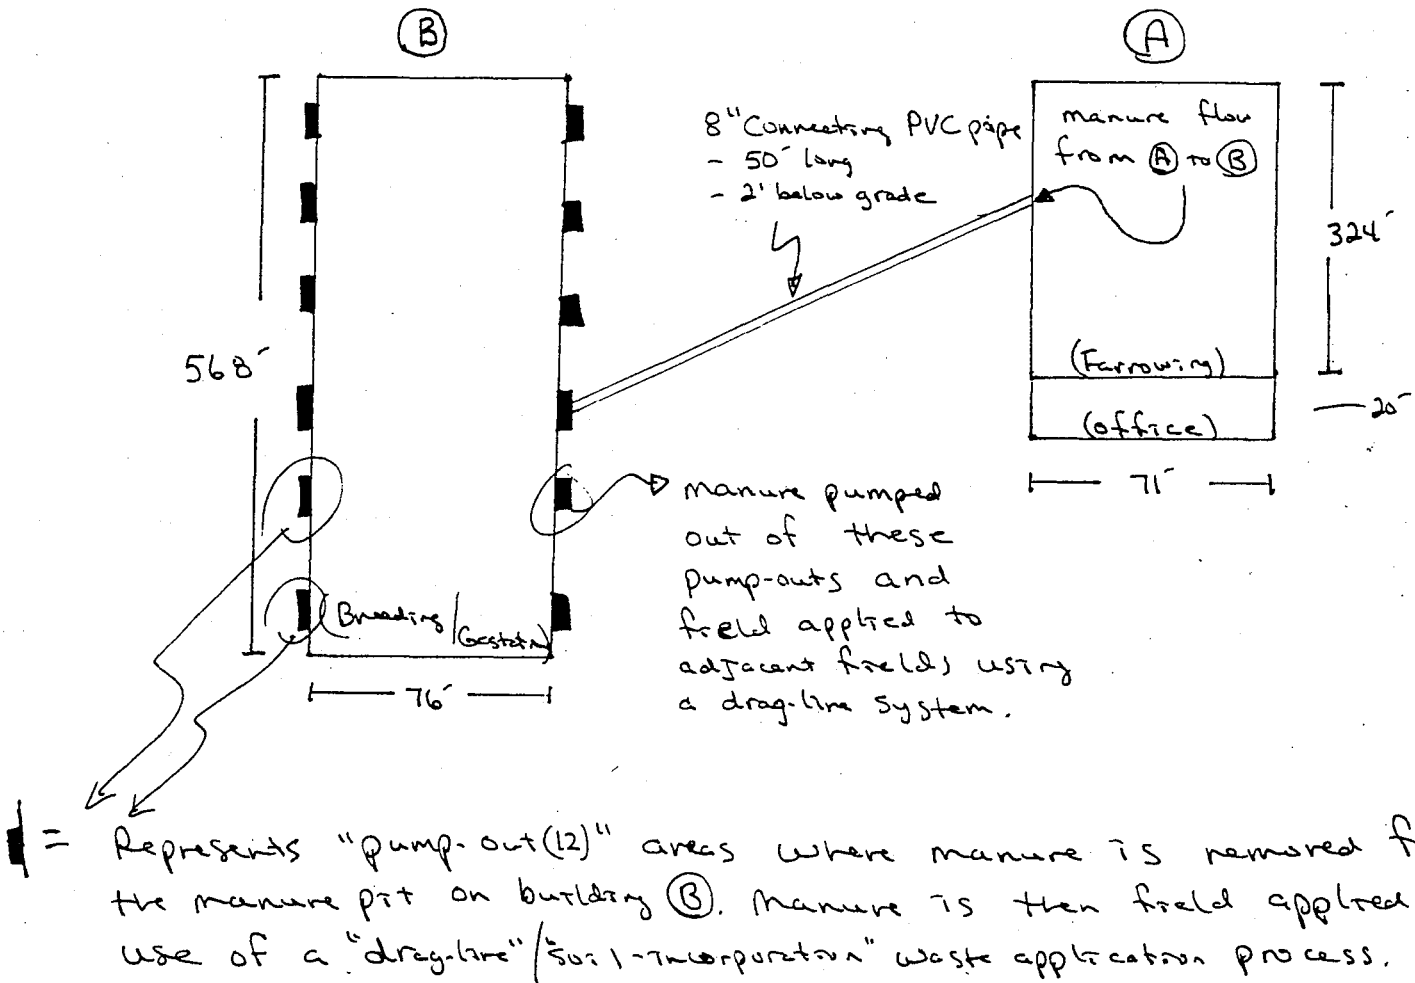 B
A
8" Connecting PVC pipe
- 50' long
- 2' below grade
manure flow
from A to B
324'
568'
(Farrowing)
20'
(office)
71'
manure pumped
out of these
pump-outs and
field applied to
adjacent fields using
a drag-line system.
(Breeding/Gestation)
76'
= Represents "pump-out(12)" areas where manure is removed f
the manure pit on building B. Manure is then field applied
use of a "drag-line"/"soil-incorporation" waste application process.